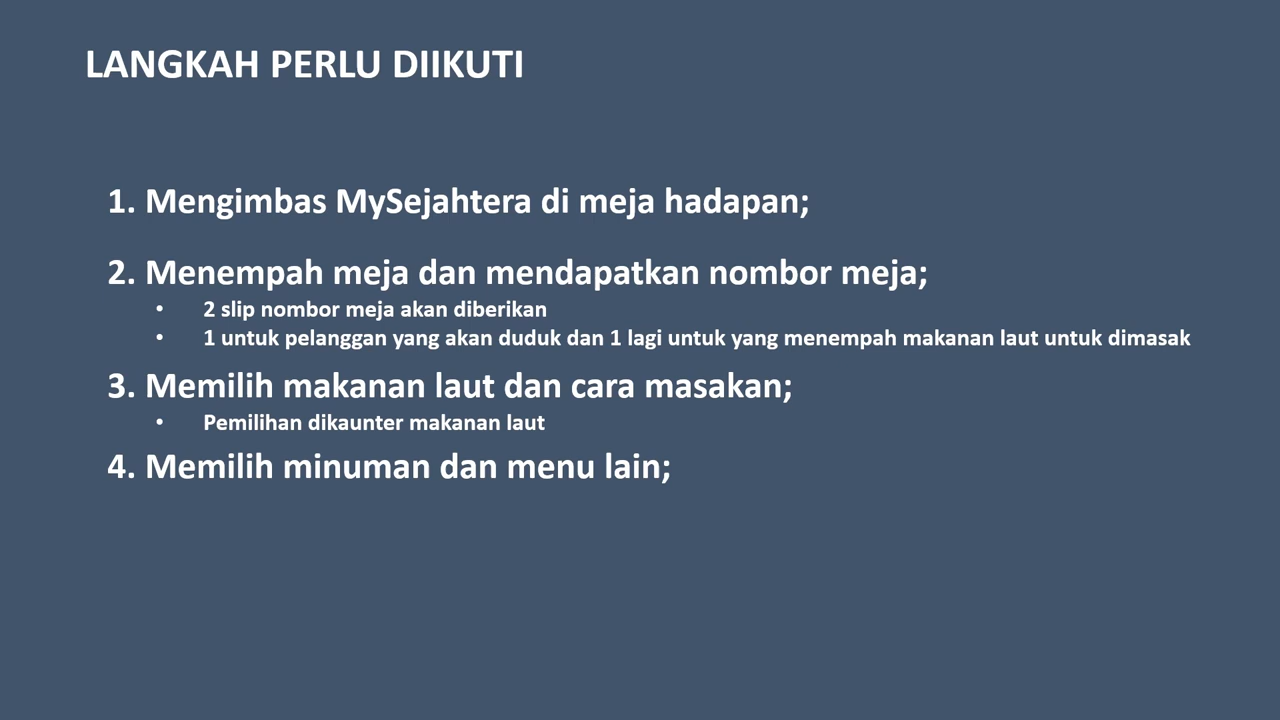 LANGKAH PERLU DIIKUTI
1. Mengimbas MySejahtera di meja hadapan;
2. Menempah meja dan mendapatkan nombor meja;
• 2 slip nombor meja akan diberikan
• 1 untuk pelanggan yang akan duduk dan 1 lagi untuk yang menempah makanan laut untuk dimasak
3. Memilih makanan laut dan cara masakan;
• Pemilihan dikaunter makanan laut
4. Memilih minuman dan menu lain;